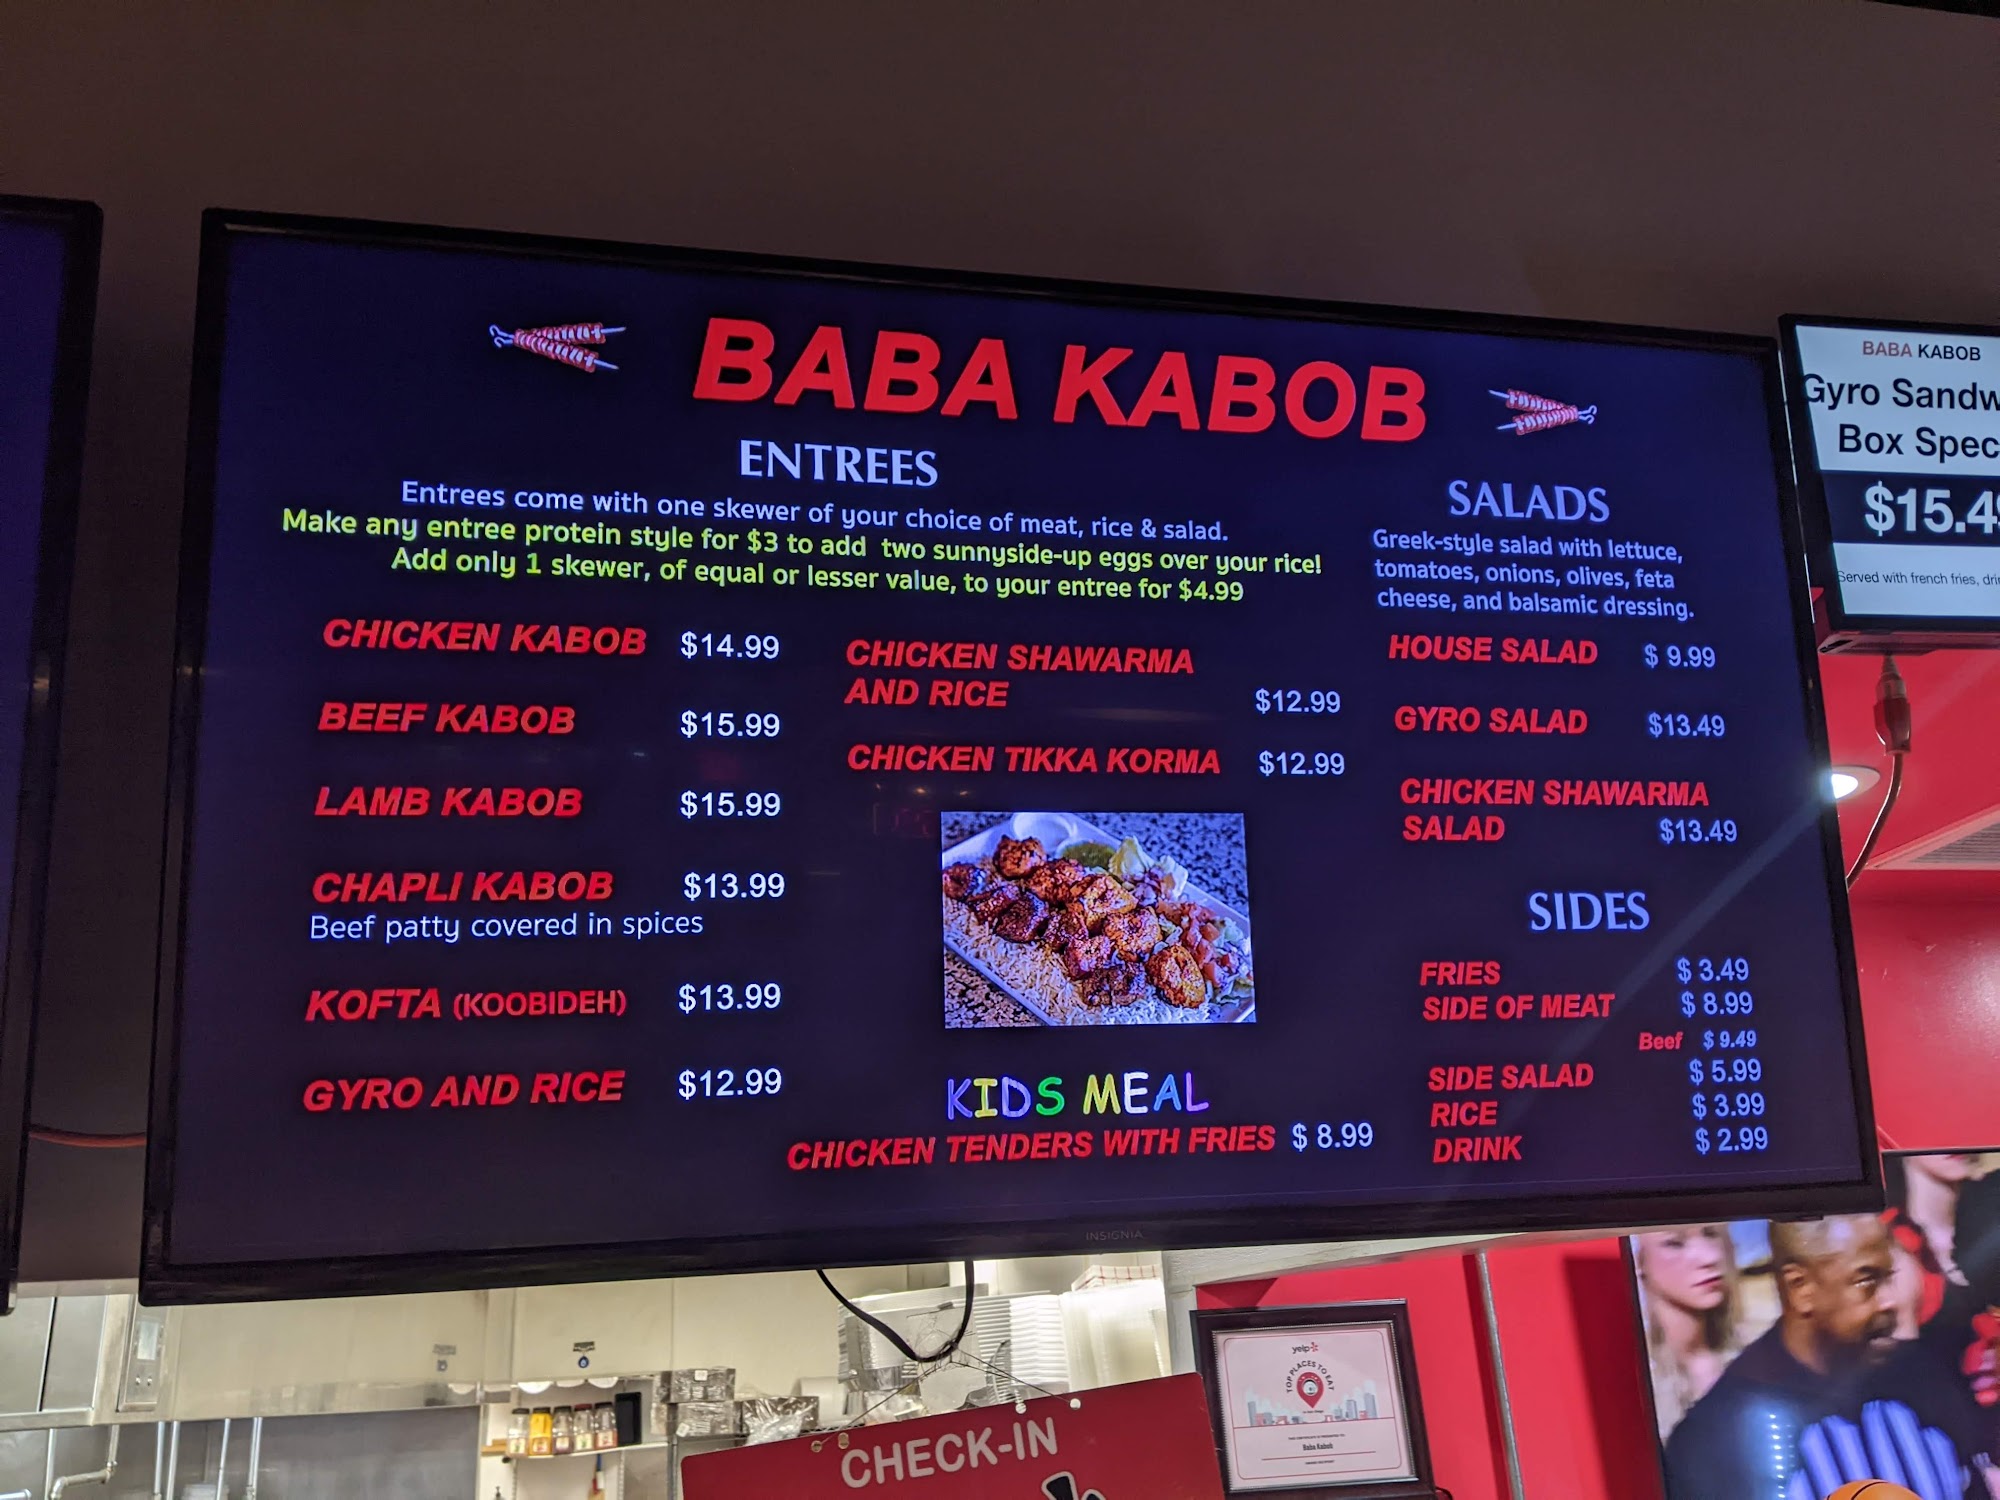 BABA KABOB
ENTREES
Entrees come with one skewer of your choice of meat, rice & salad.
Make any entree protein style for $3 to add two sunnyside-up eggs over your rice!
Add only 1 skewer, of equal or lesser value, to your entree for $4.99
CHICKEN KABOB $14.99
BEEF KABOB $15.99
LAMB KABOB $15.99
CHAPLI KABOB $13.99
Beef patty covered in spices
KOFTA (KOOBIDEH) $13.99
GYRO AND RICE $12.99
CHICKEN SHAWARMA
AND RICE $12.99
CHICKEN TIKKA KORMA $12.99
KIDS MEAL
CHICKEN TENDERS WITH FRIES $ 8.99
SALADS
Greek-style salad with lettuce,
tomatoes, onions, olives, feta
cheese, and balsamic dressing.
HOUSE SALAD $ 9.99
GYRO SALAD $13.49
CHICKEN SHAWARMA
SALAD $13.49
SIDES
FRIES $ 3.49
SIDE OF MEAT $ 8.99
Beef $ 9.49
SIDE SALAD $ 5.99
RICE $ 3.99
DRINK $ 2.99
INSIGNIA
BABA KABOB
Gyro Sandw
Box Spec
$15.4
Served with french fries, dri
CHECK-IN
yelp
TOP PLACES TO EAT
Baba Kabob